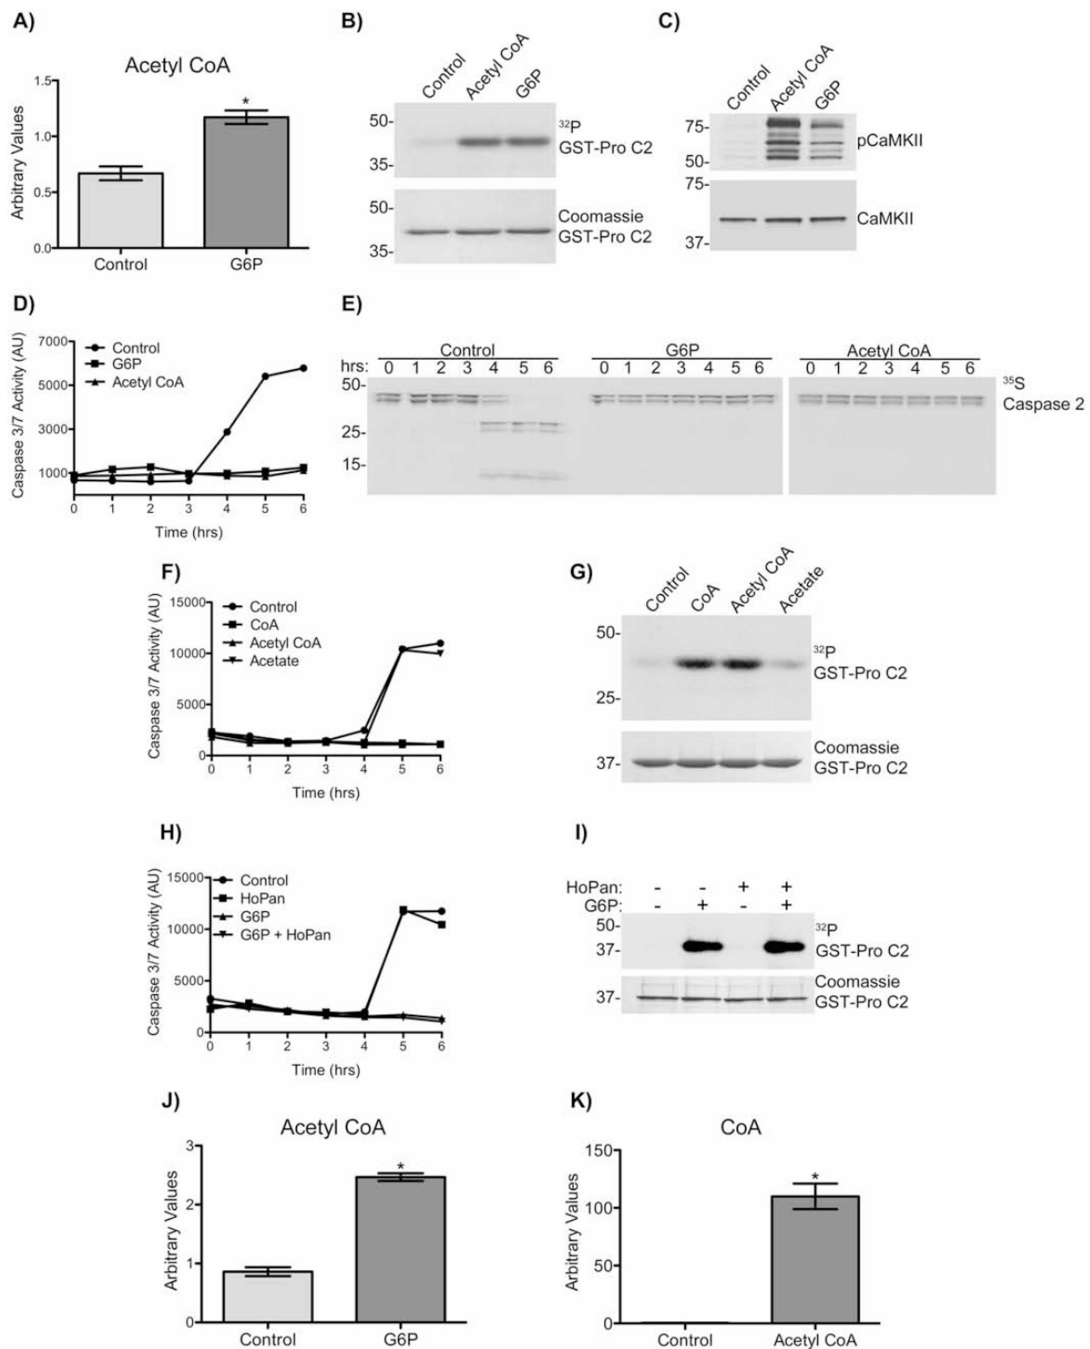 A)
Acetyl CoA
Arbitrary Values
1.5
1.0
0.5
0.0
*
Control
G6P
B)
Control
Acetyl CoA
G6P
50-
35-
32P
GST-Pro C2
50-
35-
Coomassie
GST-Pro C2
C)
Control
Acetyl CoA
G6P
75-
50-
pCaMKII
75-
37-
CaMKII
D)
Caspase 3/7 Activity (AU)
7000
5000
3000
1000
Control
G6P
Acetyl CoA
0 1 2 3 4 5 6
Time (hrs)
E)
Control
G6P
Acetyl CoA
hrs: 0 1 2 3 4 5 6 0 1 2 3 4 5 6 0 1 2 3 4 5 6
50-
25-
15-
35S
Caspase 2
F)
Caspase 3/7 Activity (AU)
15000
10000
5000
0
Control
CoA
Acetyl CoA
Acetate
0 1 2 3 4 5 6
Time (hrs)
G)
Control
CoA
Acetyl CoA
Acetate
50-
25-
32P
GST-Pro C2
37-
Coomassie
GST-Pro C2
H)
Caspase 3/7 Activity (AU)
15000
10000
5000
0
Control
HoPan
G6P
G6P + HoPan
0 1 2 3 4 5 6
Time (hrs)
I)
HoPan: - - + +
G6P: - + - +
50-
37-
32P
GST-Pro C2
37-
Coomassie
GST-Pro C2
J)
Acetyl CoA
Arbitrary Values
3
2
1
0
*
Control
G6P
K)
CoA
Arbitrary Values
150
100
50
0
*
Control
Acetyl CoA